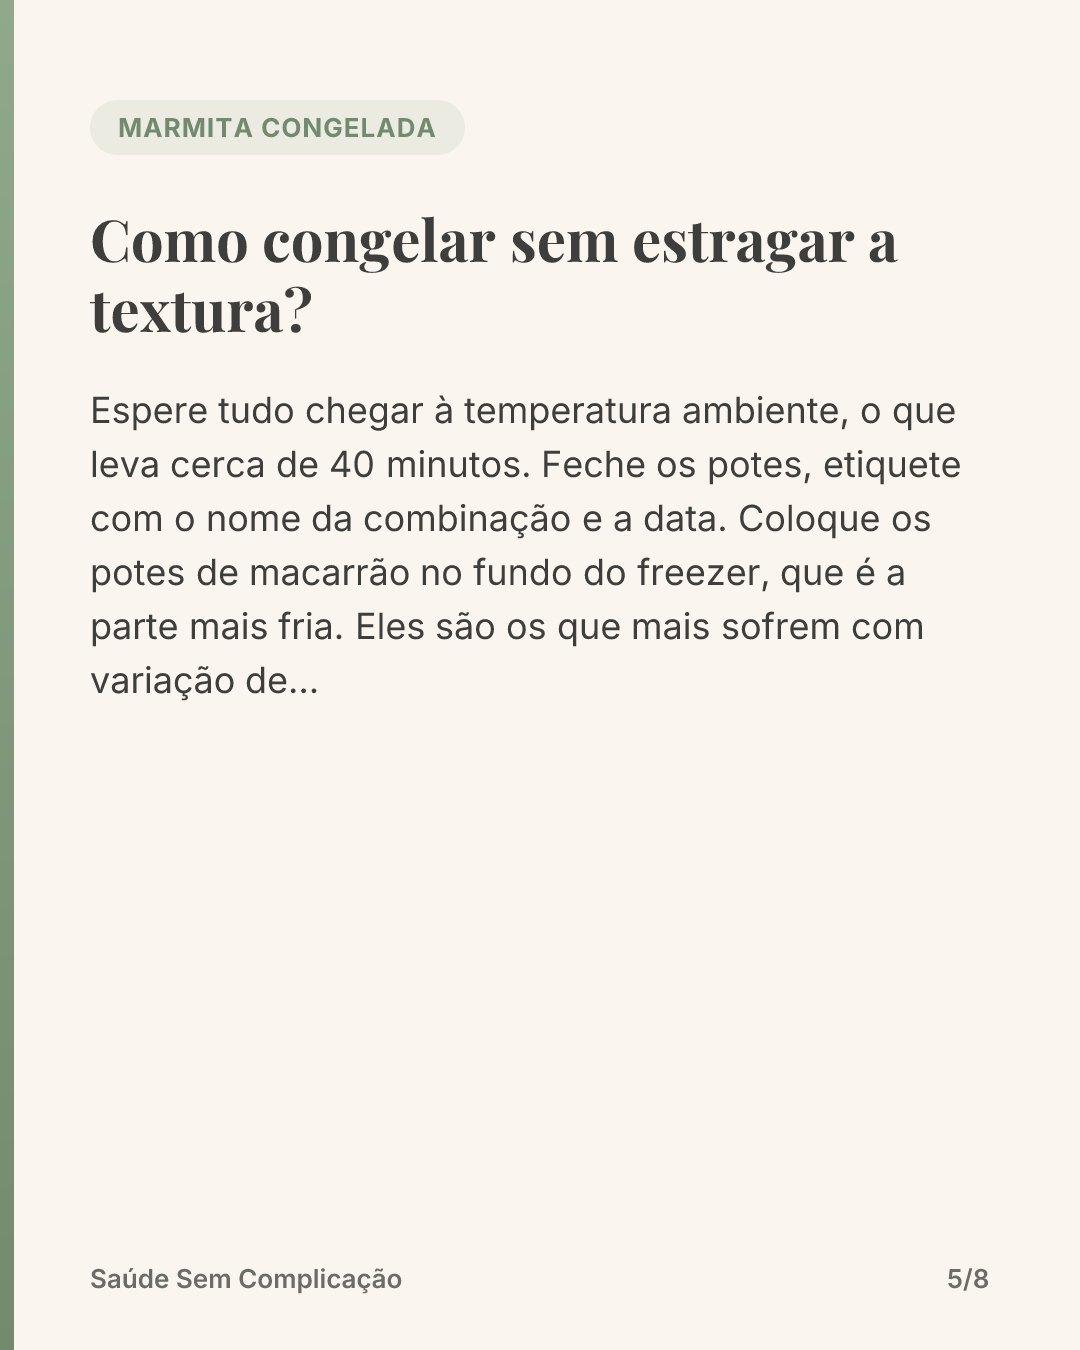 MARMITA CONGELADA
Como congelar sem estragar a
textura?
Espere tudo chegar à temperatura ambiente, o que
leva cerca de 40 minutos. Feche os potes, etiquete
com o nome da combinação e a data. Coloque os
potes de macarrão no fundo do freezer, que é a
parte mais fria. Eles são os que mais sofrem com
variação de...
Saúde Sem Complicação
5/8